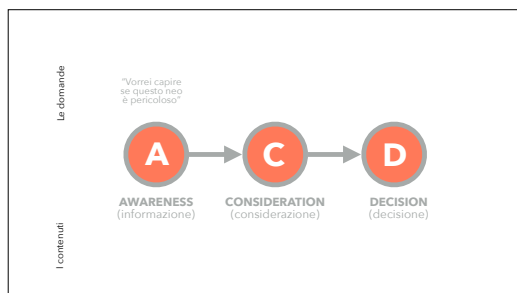 Le domande
"Vorrei capire
se questo neo
è pericoloso"
A
C
D
AWARENESS
(informazione)
CONSIDERATION
(considerazione)
DECISION
(decisione)
I contenuti